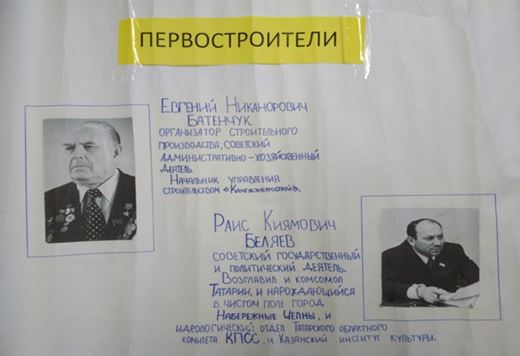 ПЕРВОСТРОИТЕЛИ
ЕВГЕНИЙ НИКАНОРОВИЧ
БАТЕНЧУК
ОРГАНИЗАТОР СТРОИТЕЛЬНОГО
ПРОИЗВОДСТВА, СОВЕТСКИЙ
АДМИНИСТРАТИВНО-ХОЗЯЙСТВЕННЫЙ
ДЕЯТЕЛЬ.
НАЧАЛЬНИК УПРАВЛЕНИЯ
СТРОИТЕЛЬСТВОМ «КАМГЭСЭНЕРГОСТРОЙ».
РАИС КИЯМОВИЧ
БЕЛЯЕВ
СОВЕТСКИЙ ГОСУДАРСТВЕННЫЙ
И ПОЛИТИЧЕСКИЙ ДЕЯТЕЛЬ.
ВОЗГЛАВИЛ И КОМСОМОЛ
ТАТАРИИ, И НАРОЖДАЮЩИЙСЯ
В ЧИСТОМ ПОЛЕ ГОРОД
НАБЕРЕЖНЫЕ ЧЕЛНЫ, И
ИДЕОЛОГИЧЕСКИЙ ОТДЕЛ ТАТАРСКОГО ОБЛАСТНОГО
КОМИТЕТА КПСС, И КАЗАНСКИЙ ИНСТИТУТ КУЛЬТУРЫ.